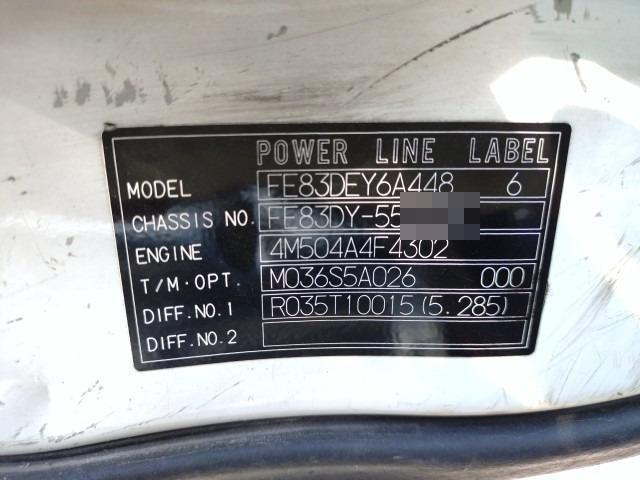 POWER LINE LABEL
MODEL FE83DEY6A448 6
CHASSIS NO. FE83DY-55
ENGINE 4M504A4F4302
T/M·OPT. M036S5A026 000
DIFF.NO.1 R035T10015(5.285)
DIFF.NO.2